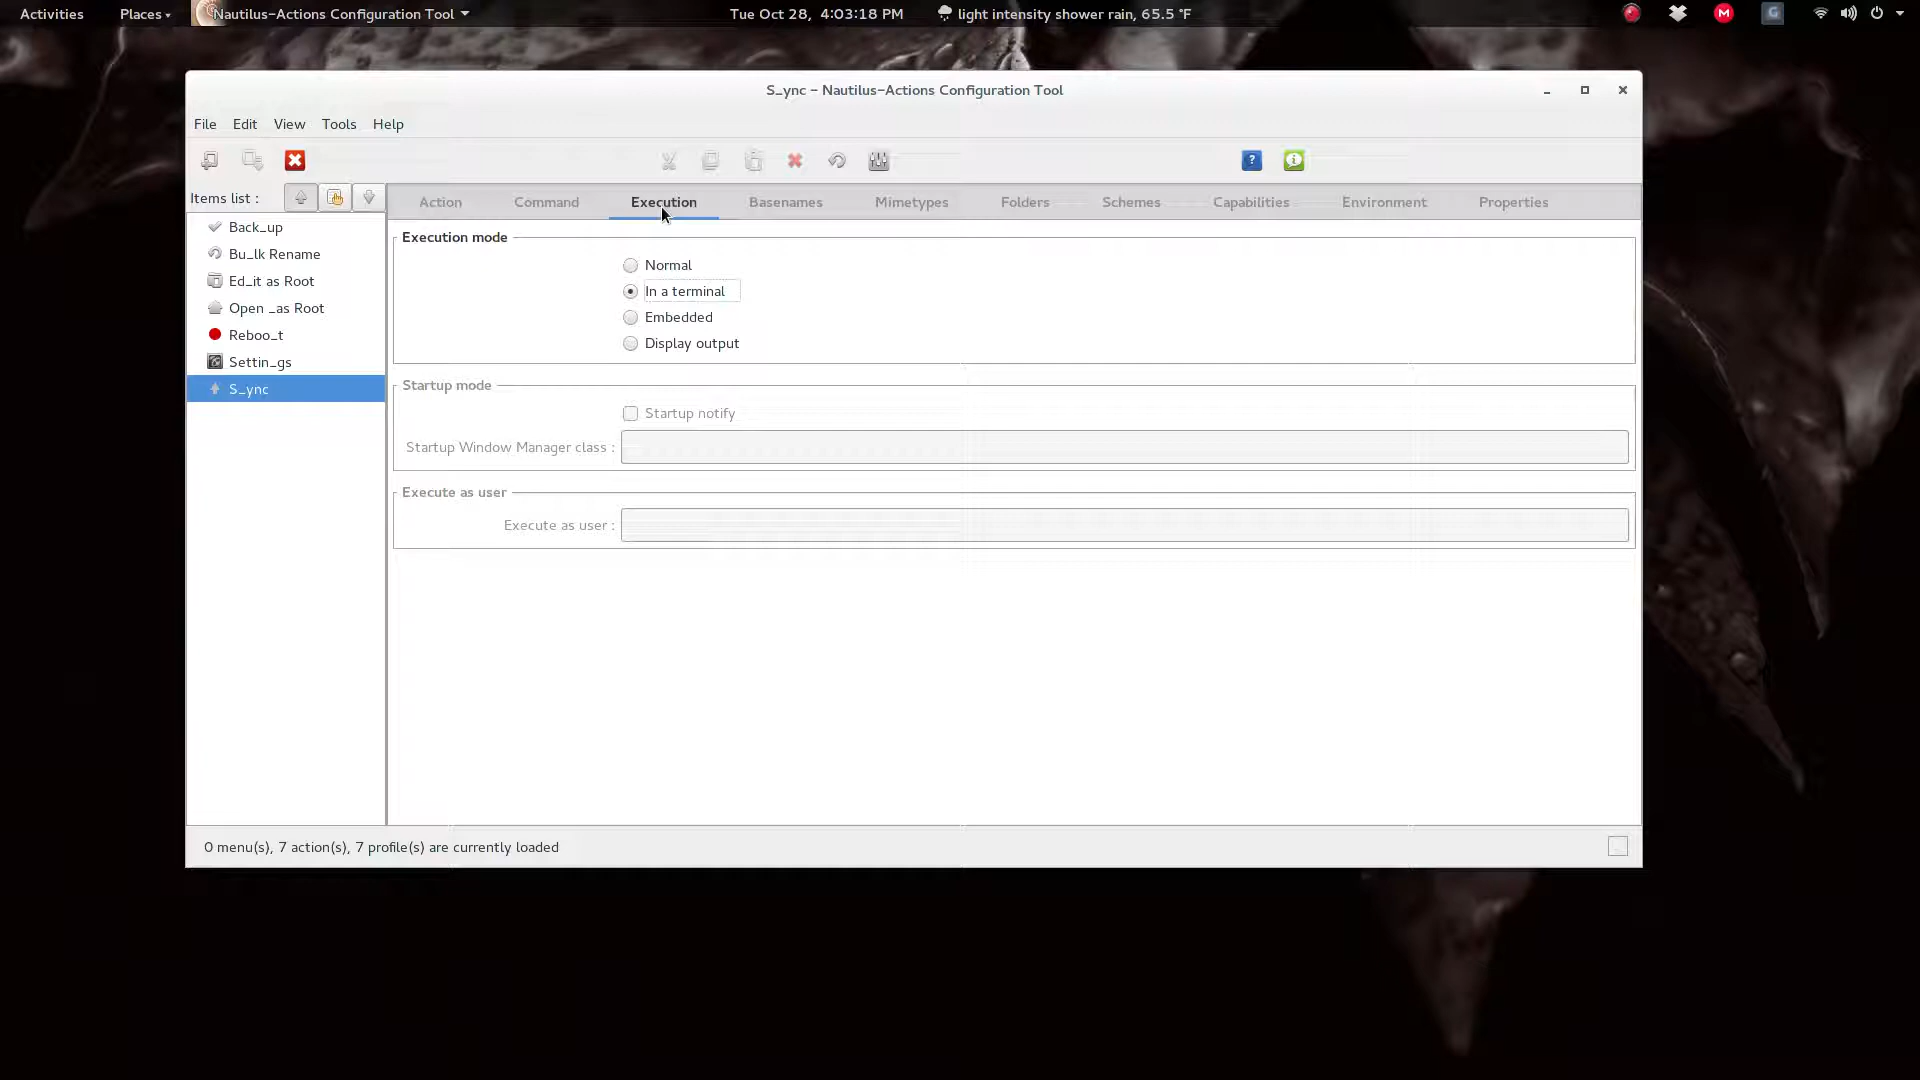 Activities Places Nautilus-Actions Configuration Tool Tue Oct 28, 4:03:18 PM light intensity shower rain, 65.5 °F M G
S_ync - Nautilus-Actions Configuration Tool
File Edit View Tools Help
Items list :
Action Command Execution Basenames Mimetypes Folders Schemes Capabilities Environment Properties
Back_up
Bu_lk Rename
Ed_it as Root
Open _as Root
Reboo_t
Settin_gs
S_ync
Execution mode
Normal
In a terminal
Embedded
Display output
Startup mode
Startup notify
Startup Window Manager class :
Execute as user
Execute as user :
0 menu(s), 7 action(s), 7 profile(s) are currently loaded